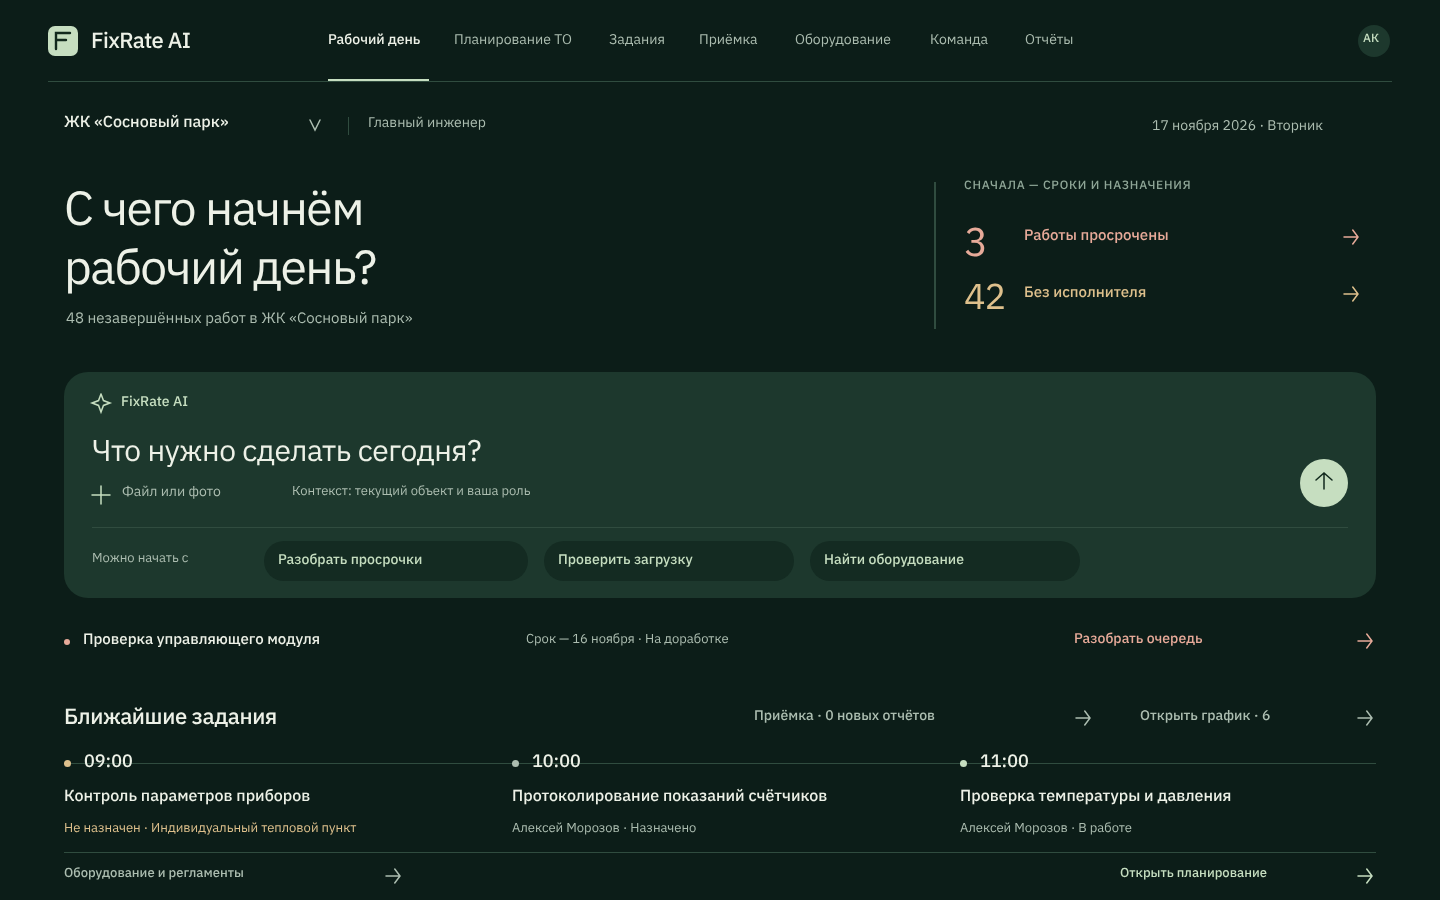 FixRate AI
Рабочий день
Планирование ТО
Задания
Приёмка
Оборудование
Команда
Отчёты
АК
ЖК «Сосновый парк»
Главный инженер
17 ноября 2026 · Вторник
С чего начнём
рабочий день?
48 незавершённых работ в ЖК «Сосновый парк»
СНАЧАЛА — СРОКИ И НАЗНАЧЕНИЯ
3 Работы просрочены
42 Без исполнителя
FixRate AI
Что нужно сделать сегодня?
Файл или фото
Контекст: текущий объект и ваша роль
Можно начать с
Разобрать просрочки
Проверить загрузку
Найти оборудование
Проверка управляющего модуля
Срок — 16 ноября · На доработке
Разобрать очередь
Ближайшие задания
Приёмка · 0 новых отчётов
Открыть график · 6
09:00
Контроль параметров приборов
Не назначен · Индивидуальный тепловой пункт
10:00
Протоколирование показаний счётчиков
Алексей Морозов · Назначено
11:00
Проверка температуры и давления
Алексей Морозов · В работе
Оборудование и регламенты
Открыть планирование